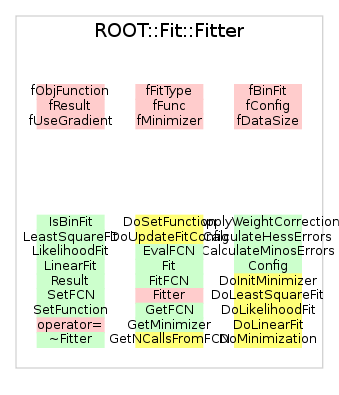 ROOT::Fit::Fitter
fObjFunction
fResult
fUseGradient
fFitType
fFunc
fMinimizer
fBinFit
fConfig
fDataSize
IsBinFit
LeastSquareFit
LikelihoodFit
LinearFit
Result
SetFCN
SetFunction
operator=
~Fitter
DoSetFunction
DoUpdateFitConfig
EvalFCN
Fit
FitFCN
Fitter
GetFCN
GetMinimizer
GetNCallsFromFCN
ApplyWeightCorrection
CalculateHessErrors
CalculateMinosErrors
Config
DoInitMinimizer
DoLeastSquareFit
DoLikelihoodFit
DoLinearFit
DoMinimization